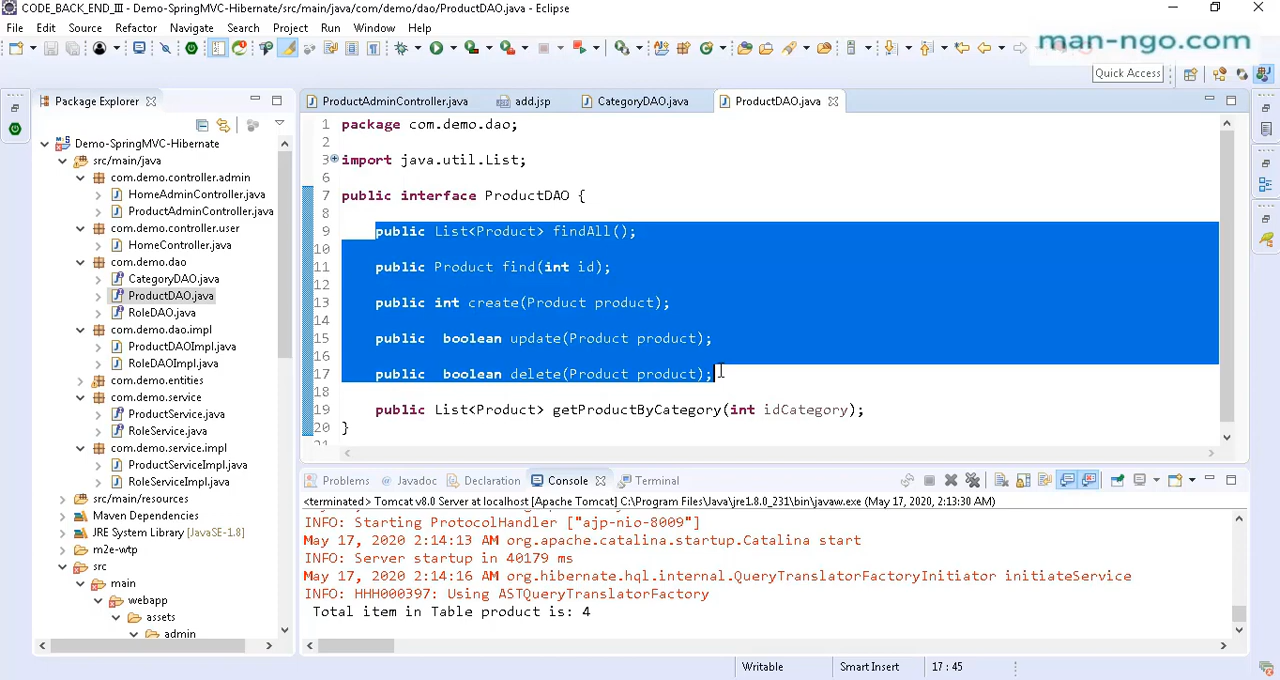 CODE_BACK_END_III - Demo-SpringMVC-Hibernate/src/main/java/com/demo/dao/ProductDAO.java - Eclipse
File Edit Source Refactor Navigate Search Project Run Window Help
man-ngo.com
Quick Access
Package Explorer
ProductAdminController.java add.jsp CategoryDAO.java ProductDAO.java
Demo-SpringMVC-Hibernate
src/main/java
com.demo.controller.admin
HomeAdminController.java
ProductAdminController.java
com.demo.controller.user
HomeController.java
com.demo.dao
CategoryDAO.java
ProductDAO.java
RoleDAO.java
com.demo.dao.impl
ProductDAOImpl.java
RoleDAOImpl.java
com.demo.entities
com.demo.service
ProductService.java
RoleService.java
com.demo.service.impl
ProductServiceImpl.java
RoleServiceImpl.java
src/main/resources
Maven Dependencies
JRE System Library [JavaSE-1.8]
m2e-wtp
src
main
webapp
assets
admin
1 package com.demo.dao;
2
3 import java.util.List;
6
7 public interface ProductDAO {
8
9 public List<Product> findAll();
10
11 public Product find(int id);
12
13 public int create(Product product);
14
15 public  boolean update(Product product);
16
17 public  boolean delete(Product product);
18
19 public List<Product> getProductByCategory(int idCategory);
20 }
21
Problems Javadoc Declaration Console Terminal
<terminated> Tomcat v8.0 Server at localhost [Apache Tomcat] C:\Program Files\Java\jre1.8.0_231\bin\javaw.exe (May 17, 2020, 2:13:30 AM)
INFO: Starting ProtocolHandler ["ajp-nio-8009"]
May 17, 2020 2:14:13 AM org.apache.catalina.startup.Catalina start
INFO: Server startup in 40179 ms
May 17, 2020 2:14:16 AM org.hibernate.hql.internal.QueryTranslatorFactoryInitiator initiateService
INFO: HHH000397: Using ASTQueryTranslatorFactory
Total item in Table product is: 4
Writable Smart Insert 17 : 45